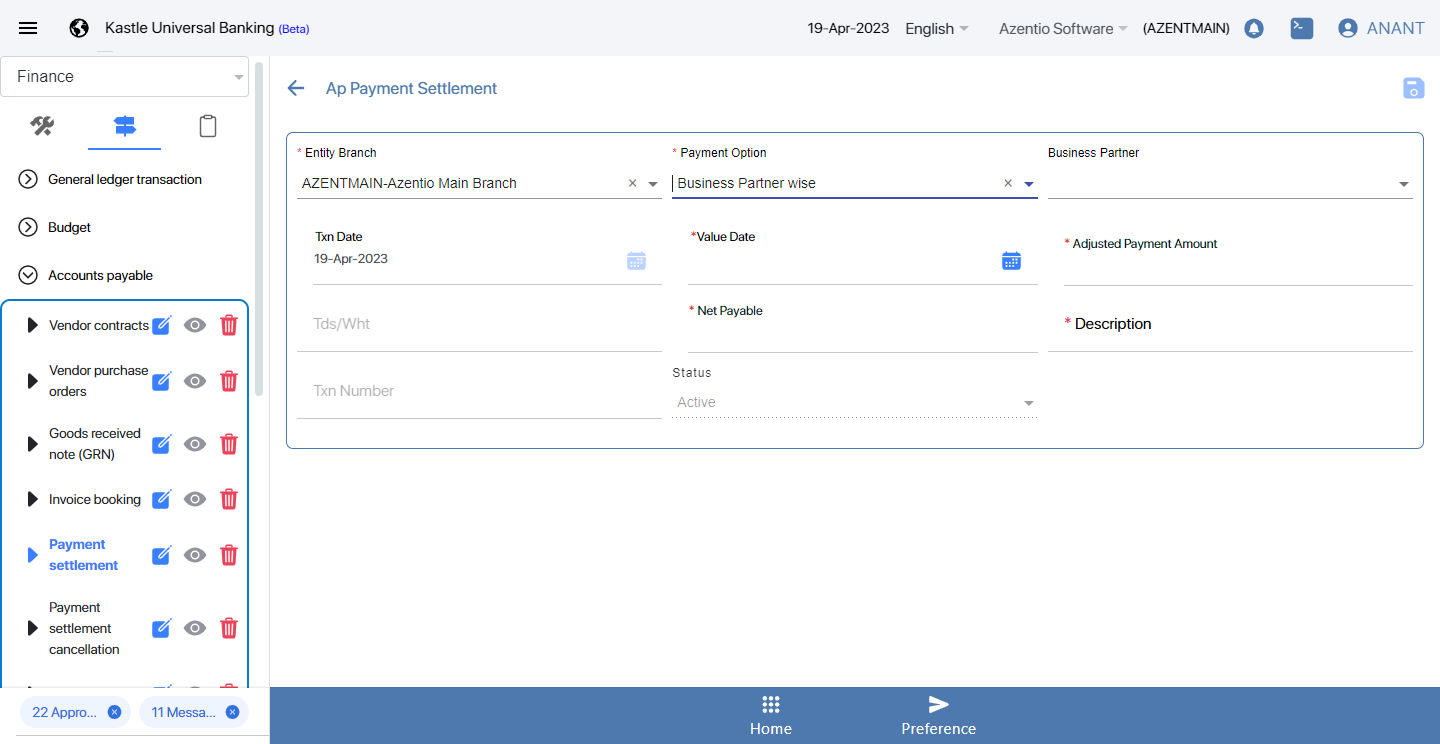 Kastle Universal Banking (Beta)
19-Apr-2023
English
Azentio Software
(AZENTMAIN)
ANANT
Finance
General ledger transaction
Budget
Accounts payable
Vendor contracts
Vendor purchase
orders
Goods received
note (GRN)
Invoice booking
Payment
settlement
Payment
settlement
cancellation
22 Appro...
11 Messa...
Ap Payment Settlement
* Entity Branch
AZENTMAIN-Azentio Main Branch
* Payment Option
Business Partner wise
Business Partner
Txn Date
19-Apr-2023
*Value Date
* Adjusted Payment Amount
Tds/Wht
* Net Payable
* Description
Txn Number
Status
Active
Home
Preference